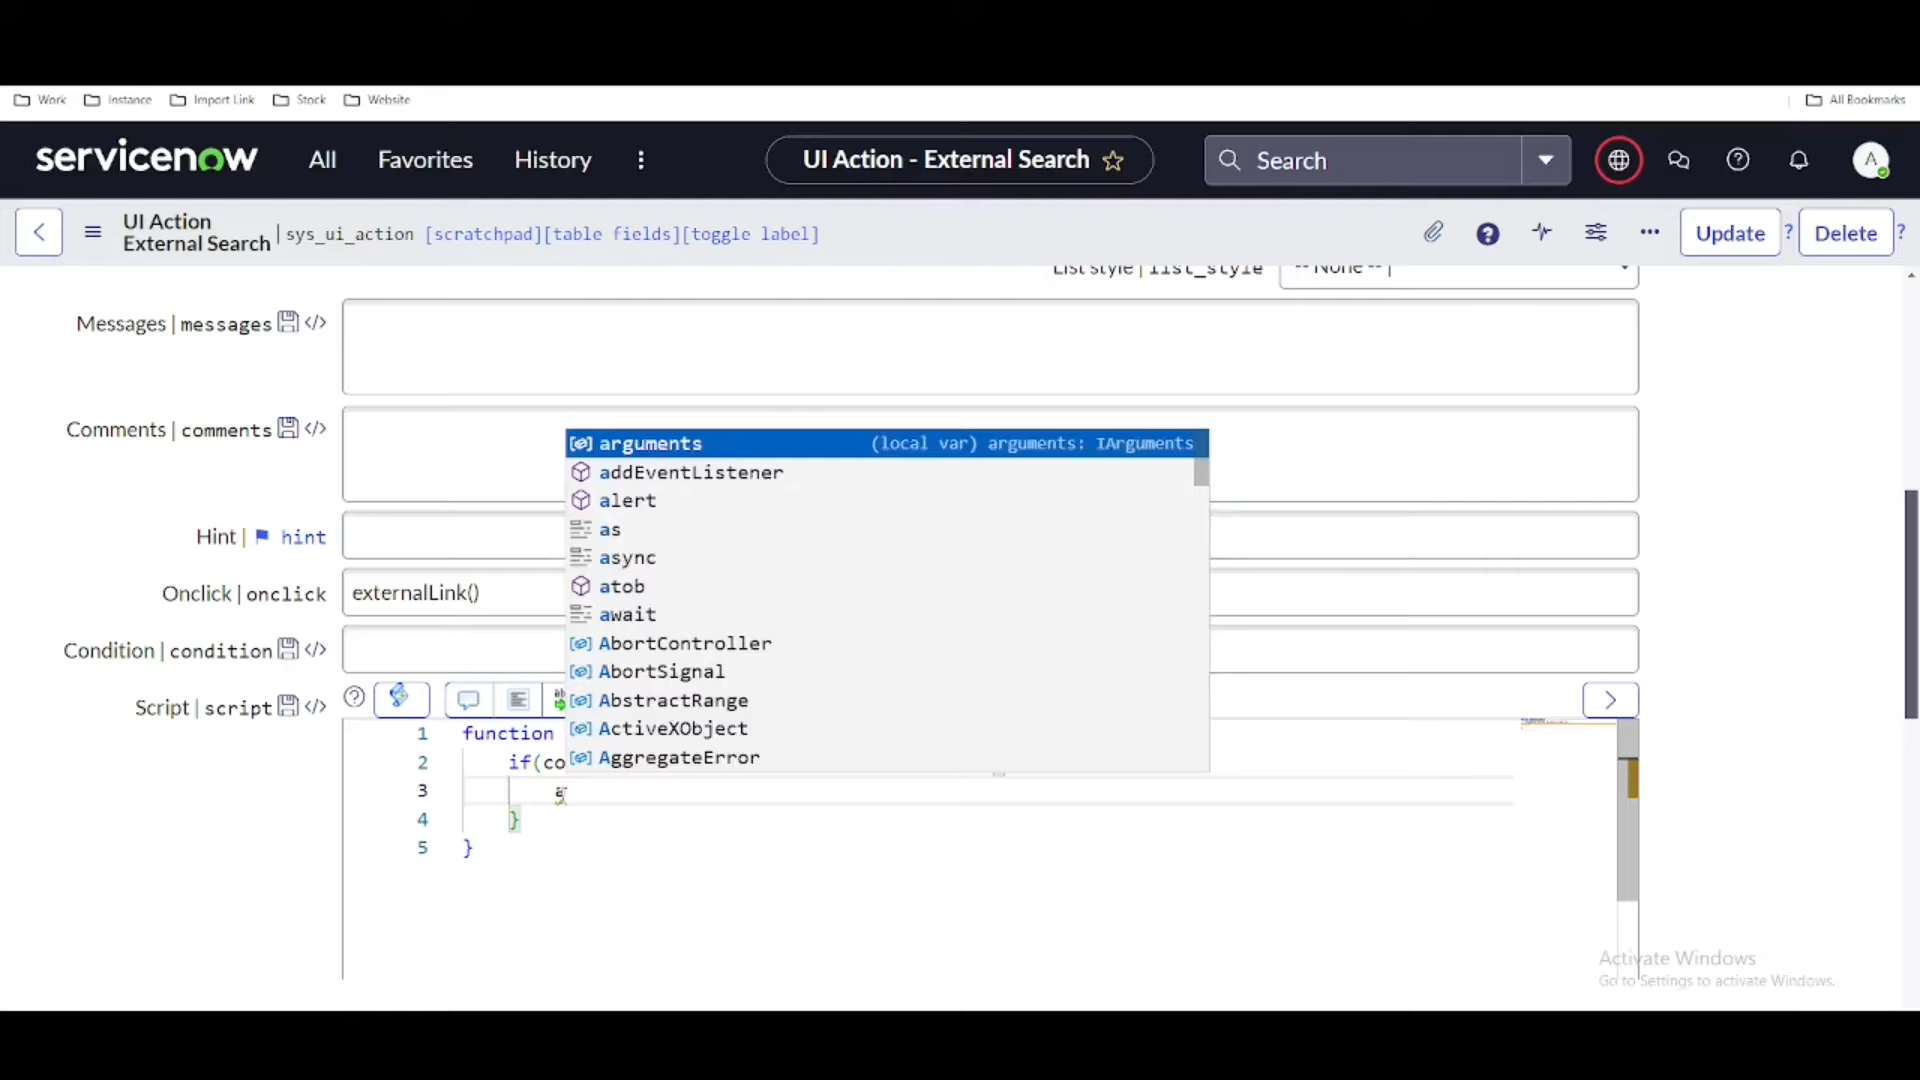 Work Instance Import Link Stock Website All Bookmarks
servicenow All Favorites History UI Action - External Search Search A
UI Action
External Search | sys_ui_action [scratchpad][table fields][toggle label] Update ? Delete ?
List style | list_style -- None --
Messages | messages
Comments | comments
arguments (local var) arguments: IArguments
addEventListener
alert
as
async
atob
await
AbortController
AbortSignal
AbstractRange
ActiveXObject
AggregateError
Hint | hint
Onclick | onclick externalLink()
Condition | condition
Script | script
1 function
2 if(co
3 a
4 }
5 }
Activate Windows
Go to Settings to activate Windows.